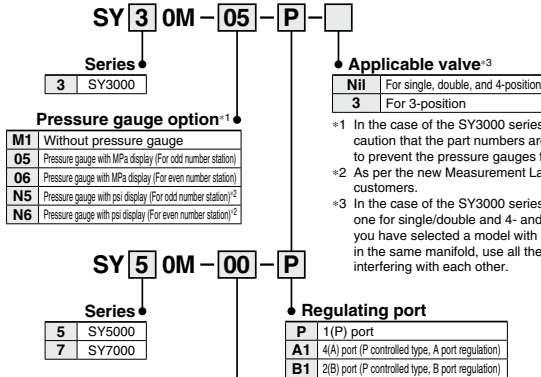 SY 3 0M – 05 – P –
Series
3 SY3000
Pressure gauge option*1
M1 Without pressure gauge
05 Pressure gauge with MPa display (For odd number station)
06 Pressure gauge with MPa display (For even number station)
N5 Pressure gauge with psi display (For odd number station)*2
N6 Pressure gauge with psi display (For even number station)*2
Applicable valve*3
Nil For single, double, and 4-position
3 For 3-position
*1 In the case of the SY3000 series
caution that the part numbers ar
to prevent the pressure gauges f
*2 As per the new Measurement La
customers.
*3 In the case of the SY3000 series
one for single/double and 4- and
you have selected a model with
in the same manifold, use all the
interfering with each other.
SY 5 0M – 00 – P
Series
5 SY5000
7 SY7000
Regulating port
P 1(P) port
A1 4(A) port (P controlled type, A port regulation)
B1 2(B) port (P controlled type, B port regulation)